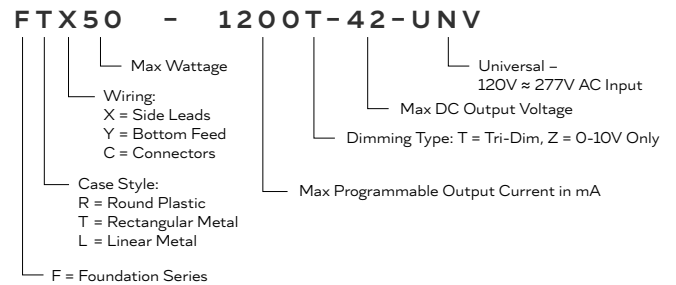 FTX50 - 1200T-42-UNV
Max Wattage
Universal –
120V ≈ 277V AC Input
Wiring:
X = Side Leads
Y = Bottom Feed
C = Connectors
Max DC Output Voltage
Dimming Type: T = Tri-Dim, Z = 0-10V Only
Case Style:
R = Round Plastic
T = Rectangular Metal
L = Linear Metal
Max Programmable Output Current in mA
F = Foundation Series